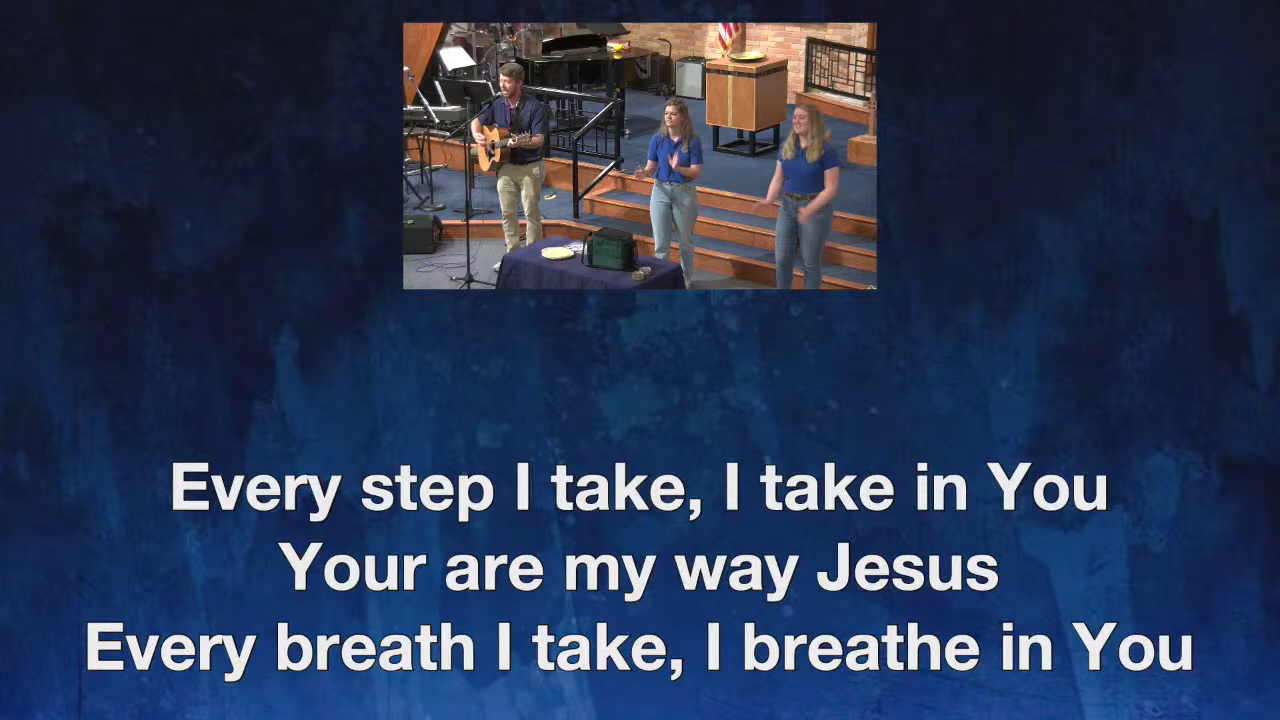 Every step I take, I take in You
Your are my way Jesus
Every breath I take, I breathe in You